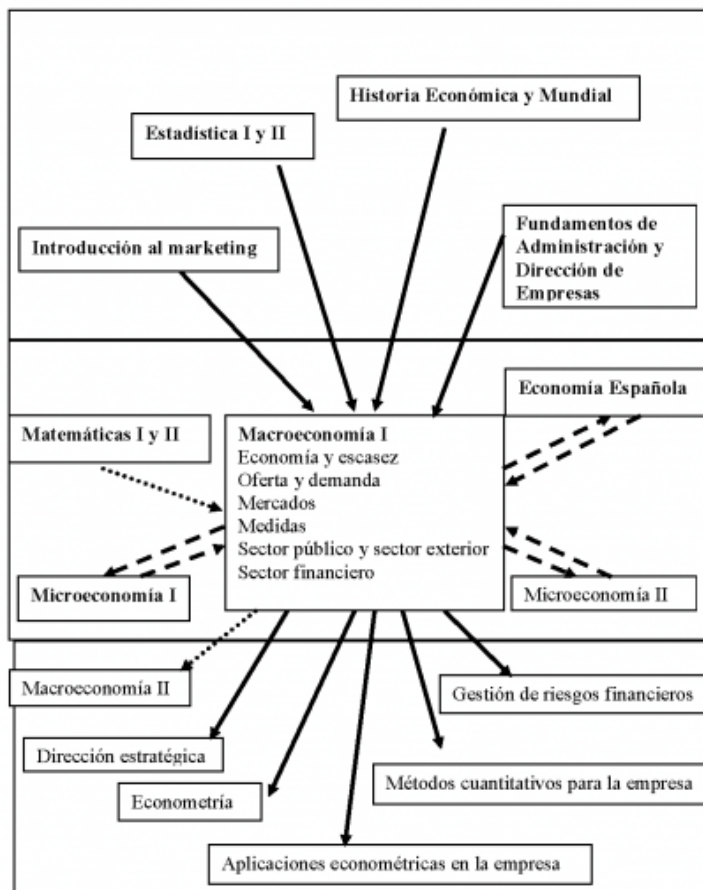 Historia Económica y Mundial
Estadística I y II
Fundamentos de
Administración y
Dirección de
Empresas
Introducción al marketing
Economía Española
Matemáticas I y II
Macroeconomía I
Economía y escasez
Oferta y demanda
Mercados
Medidas
Sector público y sector exterior
Sector financiero
Microeconomía I
Microeconomía II
Macroeconomía II
Gestión de riesgos financieros
Dirección estratégica
Métodos cuantitativos para la empresa
Econometría
Aplicaciones econométricas en la empresa